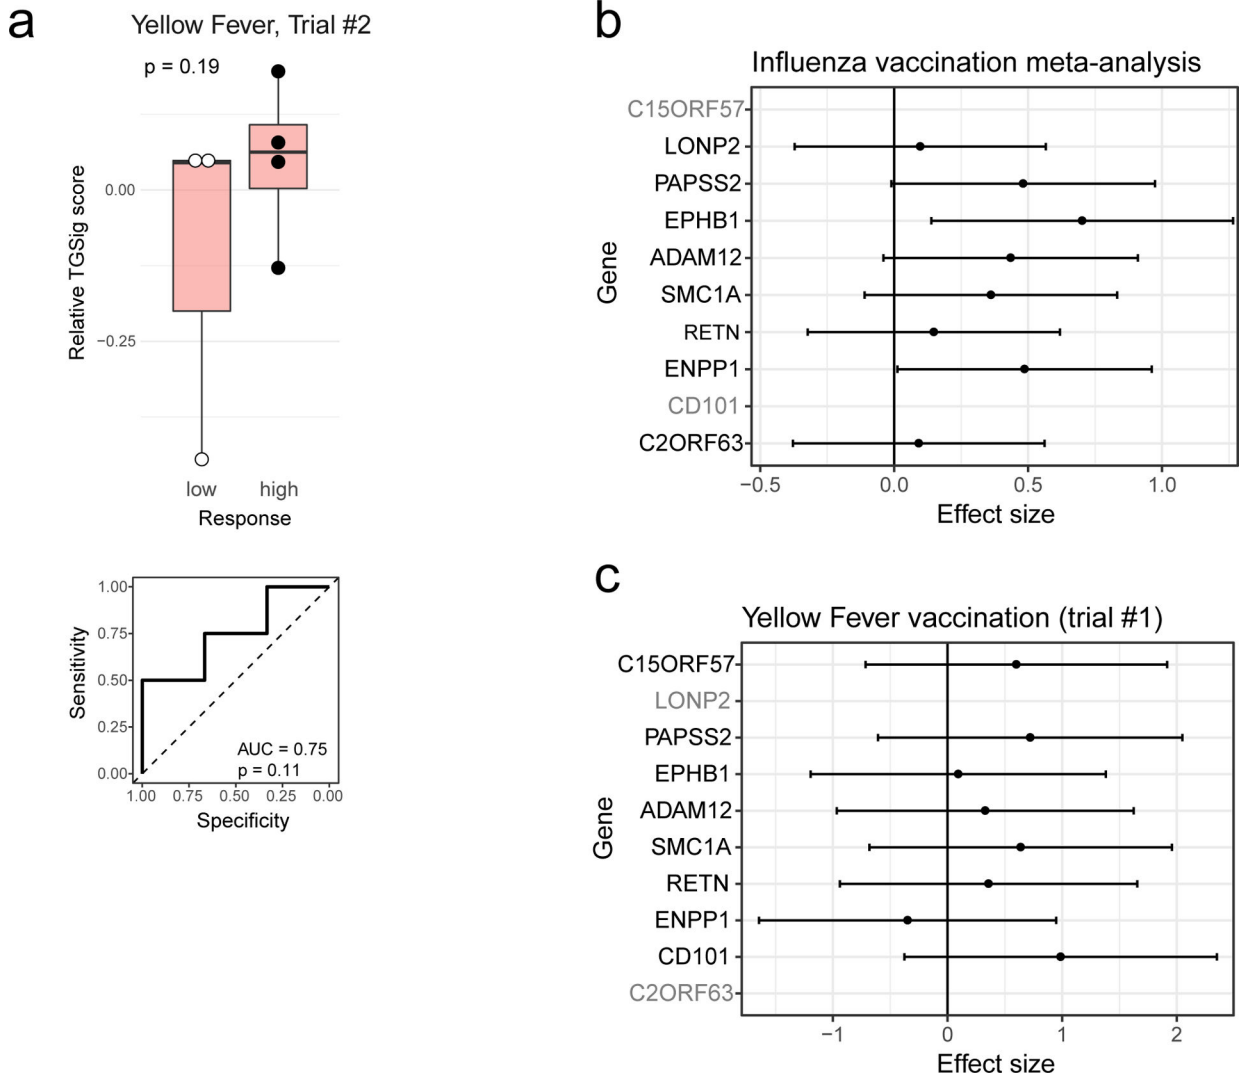 a
Yellow Fever, Trial #2
p = 0.19
Relative TGSig score
0.00
−0.25
low high
Response
Sensitivity
1.00
0.75
0.50
0.25
0.00
AUC = 0.75
p = 0.11
1.00 0.75 0.50 0.25 0.00
Specificity
b
Influenza vaccination meta-analysis
Gene
C15ORF57
LONP2
PAPSS2
EPHB1
ADAM12
SMC1A
RETN
ENPP1
CD101
C2ORF63
−0.5 0.0 0.5 1.0
Effect size
c
Yellow Fever vaccination (trial #1)
Gene
C15ORF57
LONP2
PAPSS2
EPHB1
ADAM12
SMC1A
RETN
ENPP1
CD101
C2ORF63
−1 0 1 2
Effect size